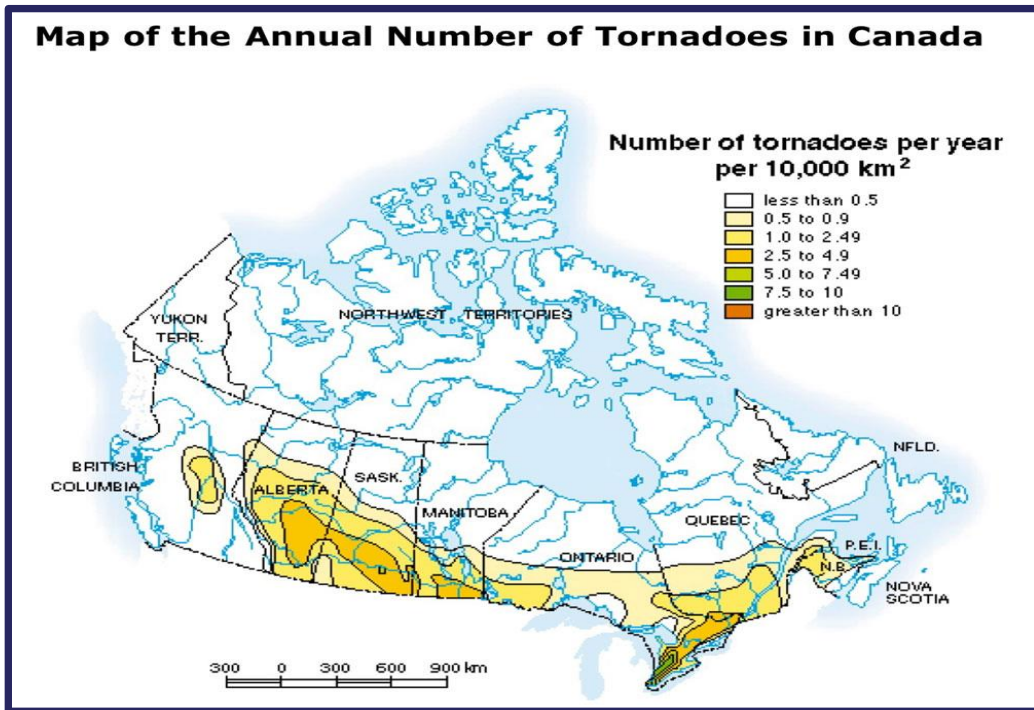 Map of the Annual Number of Tornadoes in Canada
Number of tornadoes per year
per 10,000 km²
less than 0.5
0.5 to 0.9
1.0 to 2.49
2.5 to 4.9
5.0 to 7.49
7.5 to 10
greater than 10
YUKON
TERR.
NORTHWEST TERRITORIES
NFLD.
BRITISH
COLUMBIA
ALBERTA
SASK.
MANITOBA
ONTARIO
QUEBEC
P.E.I.
N.B.
NOVA
SCOTIA
300 0 300 600 900 km